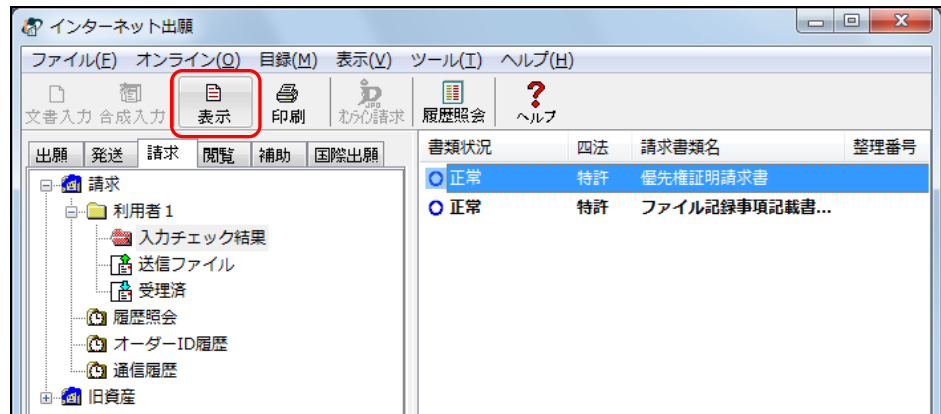 インターネット出願
ファイル(F) オンライン(O) 目録(M) 表示(V) ツール(T) ヘルプ(H)
文書入力 合成入力 表示 印刷 オンライン請求 履歴照会 ヘルプ
出願 発送 請求 閲覧 補助 国際出願
書類状況 四法 請求書類名 整理番号
請求
正常 特許 優先権証明請求書
利用者1
正常 特許 ファイル記録事項記載書...
入力チェック結果
送信ファイル
受理済
履歴照会
オーダーID履歴
通信履歴
旧資産